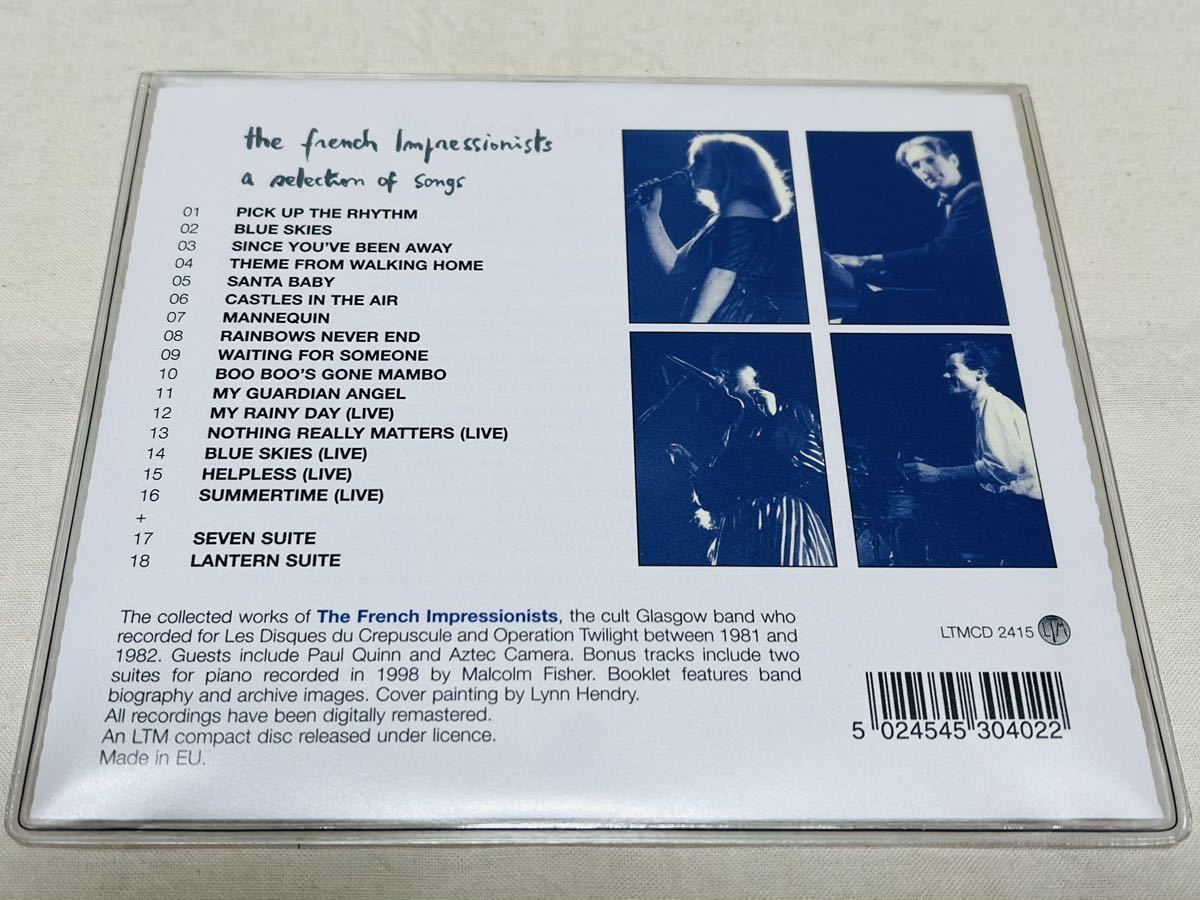 the french Impressionists
a selection of songs
01 PICK UP THE RHYTHM
02 BLUE SKIES
03 SINCE YOU'VE BEEN AWAY
04 THEME FROM WALKING HOME
05 SANTA BABY
06 CASTLES IN THE AIR
07 MANNEQUIN
08 RAINBOWS NEVER END
09 WAITING FOR SOMEONE
10 BOO BOO'S GONE MAMBO
11 MY GUARDIAN ANGEL
12 MY RAINY DAY (LIVE)
13 NOTHING REALLY MATTERS (LIVE)
14 BLUE SKIES (LIVE)
15 HELPLESS (LIVE)
16 SUMMERTIME (LIVE)
+
17 SEVEN SUITE
18 LANTERN SUITE
The collected works of The French Impressionists, the cult Glasgow band who
recorded for Les Disques du Crepuscule and Operation Twilight between 1981 and
1982. Guests include Paul Quinn and Aztec Camera. Bonus tracks include two
suites for piano recorded in 1998 by Malcolm Fisher. Booklet features band
biography and archive images. Cover painting by Lynn Hendry.
All recordings have been digitally remastered.
An LTM compact disc released under licence.
Made in EU.
LTMCD 2415 LTM
5 024545 304022